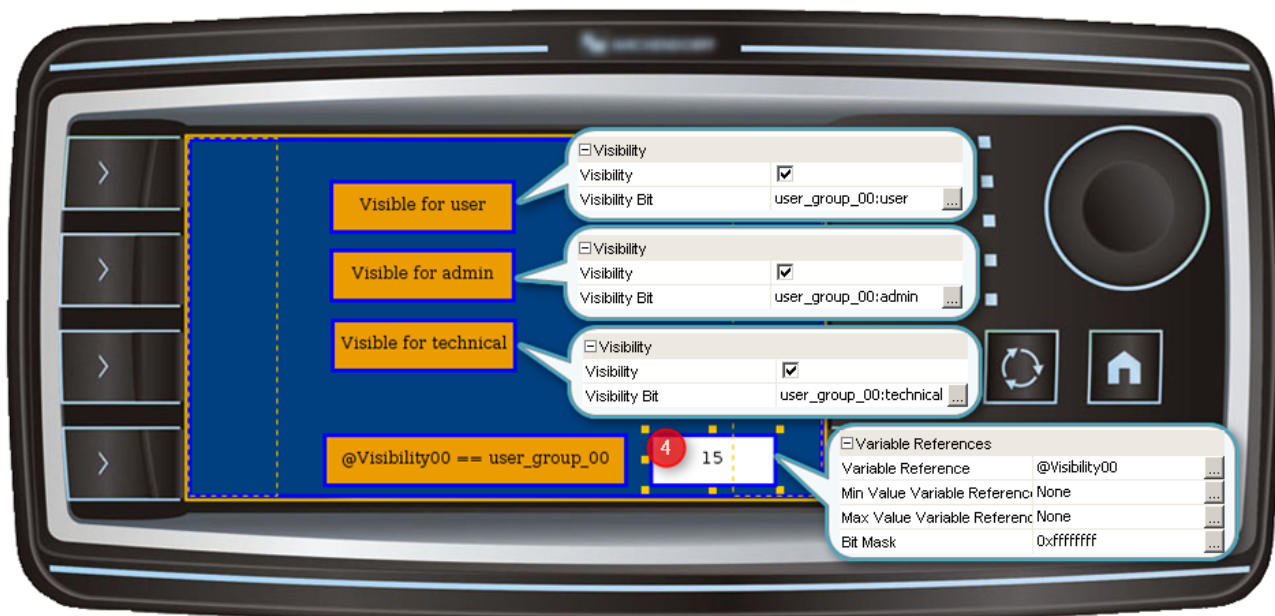 Visibility
Visibility
Visibility Bit user_group_00:user ...
Visible for user
Visibility
Visibility
Visibility Bit user_group_00:admin ...
Visible for admin
Visibility
Visibility
Visibility Bit user_group_00:technical ...
Visible for technical
@Visibility00 == user_group_00
4
15
Variable References
Variable Reference @Visibility00 ...
Min Value Variable Referenc None ...
Max Value Variable Referenc None ...
Bit Mask 0xffffffff ...